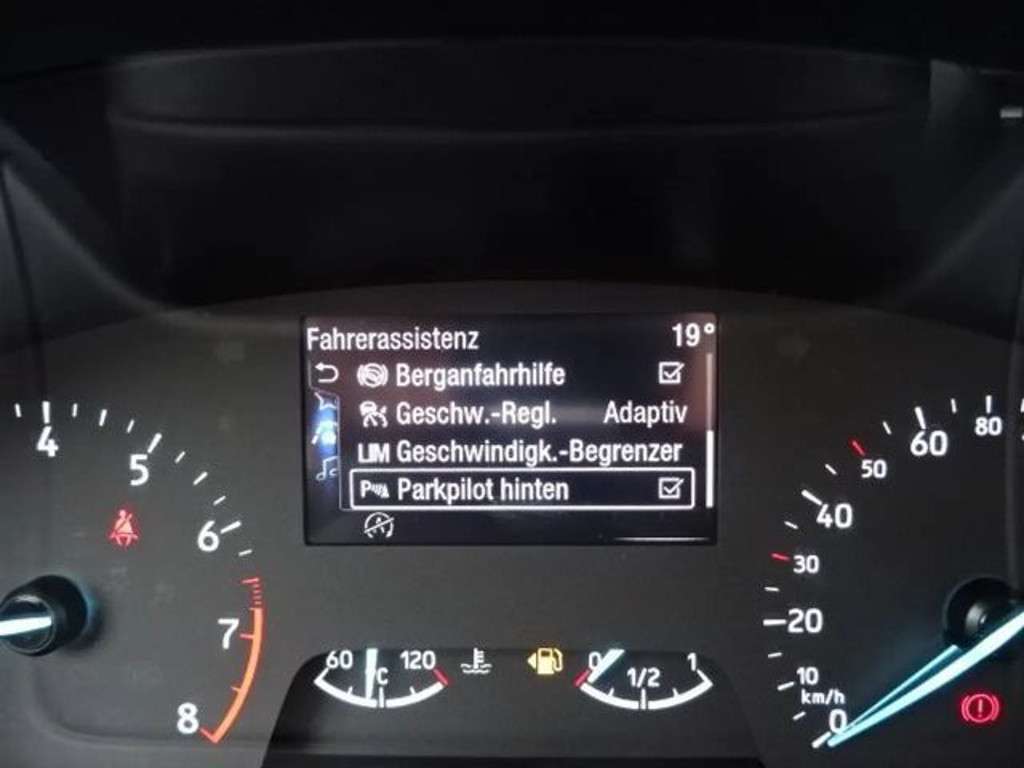 Fahrerassistenz 19°
Berganfahrhilfe
Geschw.-Regl. Adaptiv
LIM Geschwindigk.-Begrenzer
P Parkpilot hinten
A
4
5
6
7
8
60 120
°C
0 1/2 1
80
60
50
40
30
20
10
km/h
0